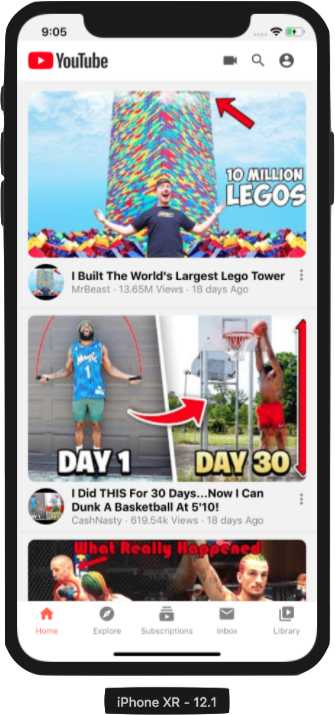 9:05
YouTube
10 MILLION
LEGOS
I Built The World's Largest Lego Tower
MrBeast · 13.65M Views · 18 days Ago
MAGIC
1
DAY 1
DAY 30
I Did THIS For 30 Days...Now I Can
Dunk A Basketball At 5'10!
CashNasty · 619.54k Views · 18 days Ago
What Really Happened
Home
Explore
Subscriptions
Inbox
Library
iPhone XR - 12.1